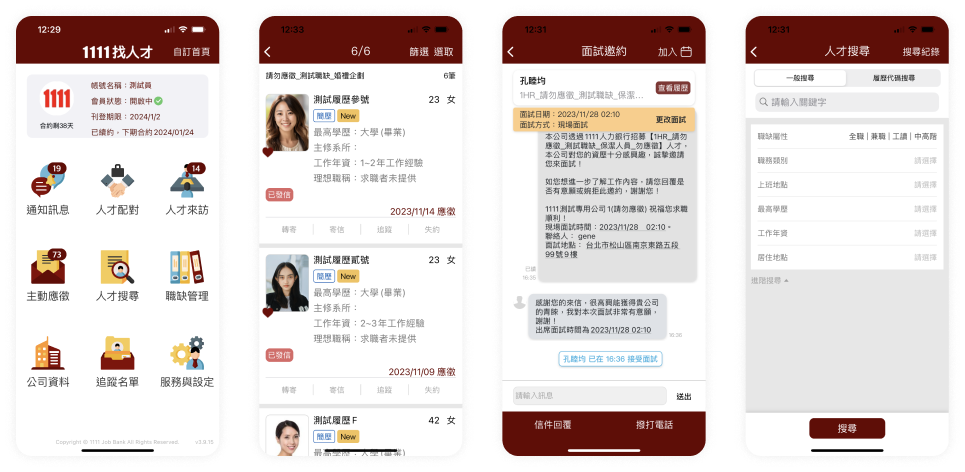 12:29
1111找人才
自訂首頁
1111
合約剩38天
帳號名稱：測試員
會員狀態：開啟中
刊登期限：2024/1/2
已續約，下期合約 2024/01/24
19
14
通知訊息
人才配對
人才來訪
73
主動應徵
人才搜尋
職缺管理
公司資料
追蹤名單
服務與設定
Copyright © 1111 Job Bank All Rights Reserved.
v3.9.15
12:33
6/6
篩選 選取
請勿應徵_測試職缺_婚禮企劃
6筆
測試履歷參號
23 女
簡歷 New
最高學歷：大學 (畢業)
主修系所：
工作年資：1~2年工作經驗
理想職稱：求職者未提供
已發信
2023/11/14 應徵
轉寄 寄信 追蹤 失約
測試履歷貳號
23 女
簡歷 New
最高學歷：大學 (畢業)
主修系所：
工作年資：2~3年工作經驗
理想職稱：求職者未提供
已發信
2023/11/09 應徵
轉寄 寄信 追蹤 失約
測試履歷F
42 女
簡歷 New
最高學歷：大學 (畢業)
12:31
面試邀約
加入
孔睦均
1HR_請勿應徵_測試職缺_保潔...
查看履歷
面試日期：2023/11/28 02:10
面試方式：現場面試
更改面試
本公司透過1111人力銀行招募【1HR_請勿
應徵_測試職缺_保潔人員_勿應徵】人才，
本公司對您的資歷十分感興趣，誠摯邀請
您來面試！
如您想進一步了解工作內容，請您回覆是
否有意願或婉拒此邀約，謝謝您！
1111測試專用公司1(請勿應徵) 祝福您求職
順利！
現場面試時間：2023/11/28 02:10。
聯絡人： gene
面試地點： 台北市松山區南京東路五段
99號9樓
已讀
16:35
感謝您的來信，很高興能獲得貴公司
的青睞，我對本次面試非常有意願，
謝謝！
出席面試時間為 2023/11/28 02:10
16:36
孔睦均 已在 16:36 接受面試
請輸入訊息
送出
信件回覆
撥打電話
12:31
人才搜尋
搜尋紀錄
一般搜尋
履歷代碼搜尋
請輸入關鍵字
職缺屬性
全職 | 兼職 | 工讀 | 中高階
職務類別
請選擇
上班地點
請選擇
最高學歷
請選擇
工作年資
請選擇
居住地點
請選擇
進階搜尋
搜尋